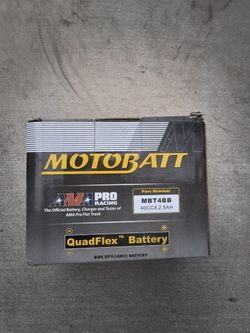 MOTOBATT
AMA PRO RACING
The Official Battery, Charger and Tester of
AMA Pro Flat Track
Part Number
MBT4BB
40CCA 2.5AH
QuadFlex™ Battery
NON SPILLABLE BATTERY